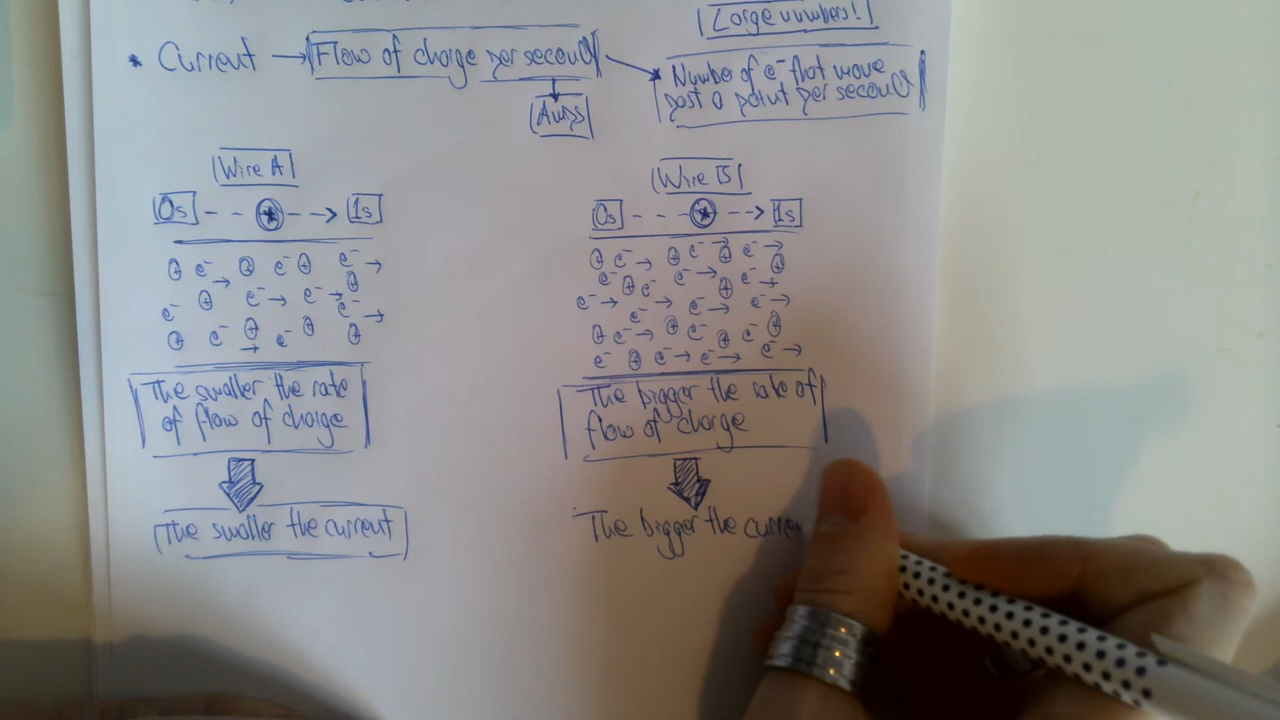 Large numbers!
* Current → Flow of charge per second
Number of e⁻ that move
past a point per second
Amps
Wire A
0s - - - → 1s
e⁻ e⁻ e⁻ →
→
e⁻ e⁻ → e⁻ →
e⁻ →
e⁻ e⁻
→
The smaller the rate
of flow of charge
The smaller the current
Wire B
0s - - - → 1s
e⁻ → e⁻ → e⁻ →
e⁻ e⁻ e⁻ → e⁻ →
e⁻ → → e⁻ → e⁻ →
e⁻
e⁻ → e⁻ e⁻
e⁻ e⁻ → e⁻ → e⁻ →
The bigger the rate of
flow of charge
The bigger the curren